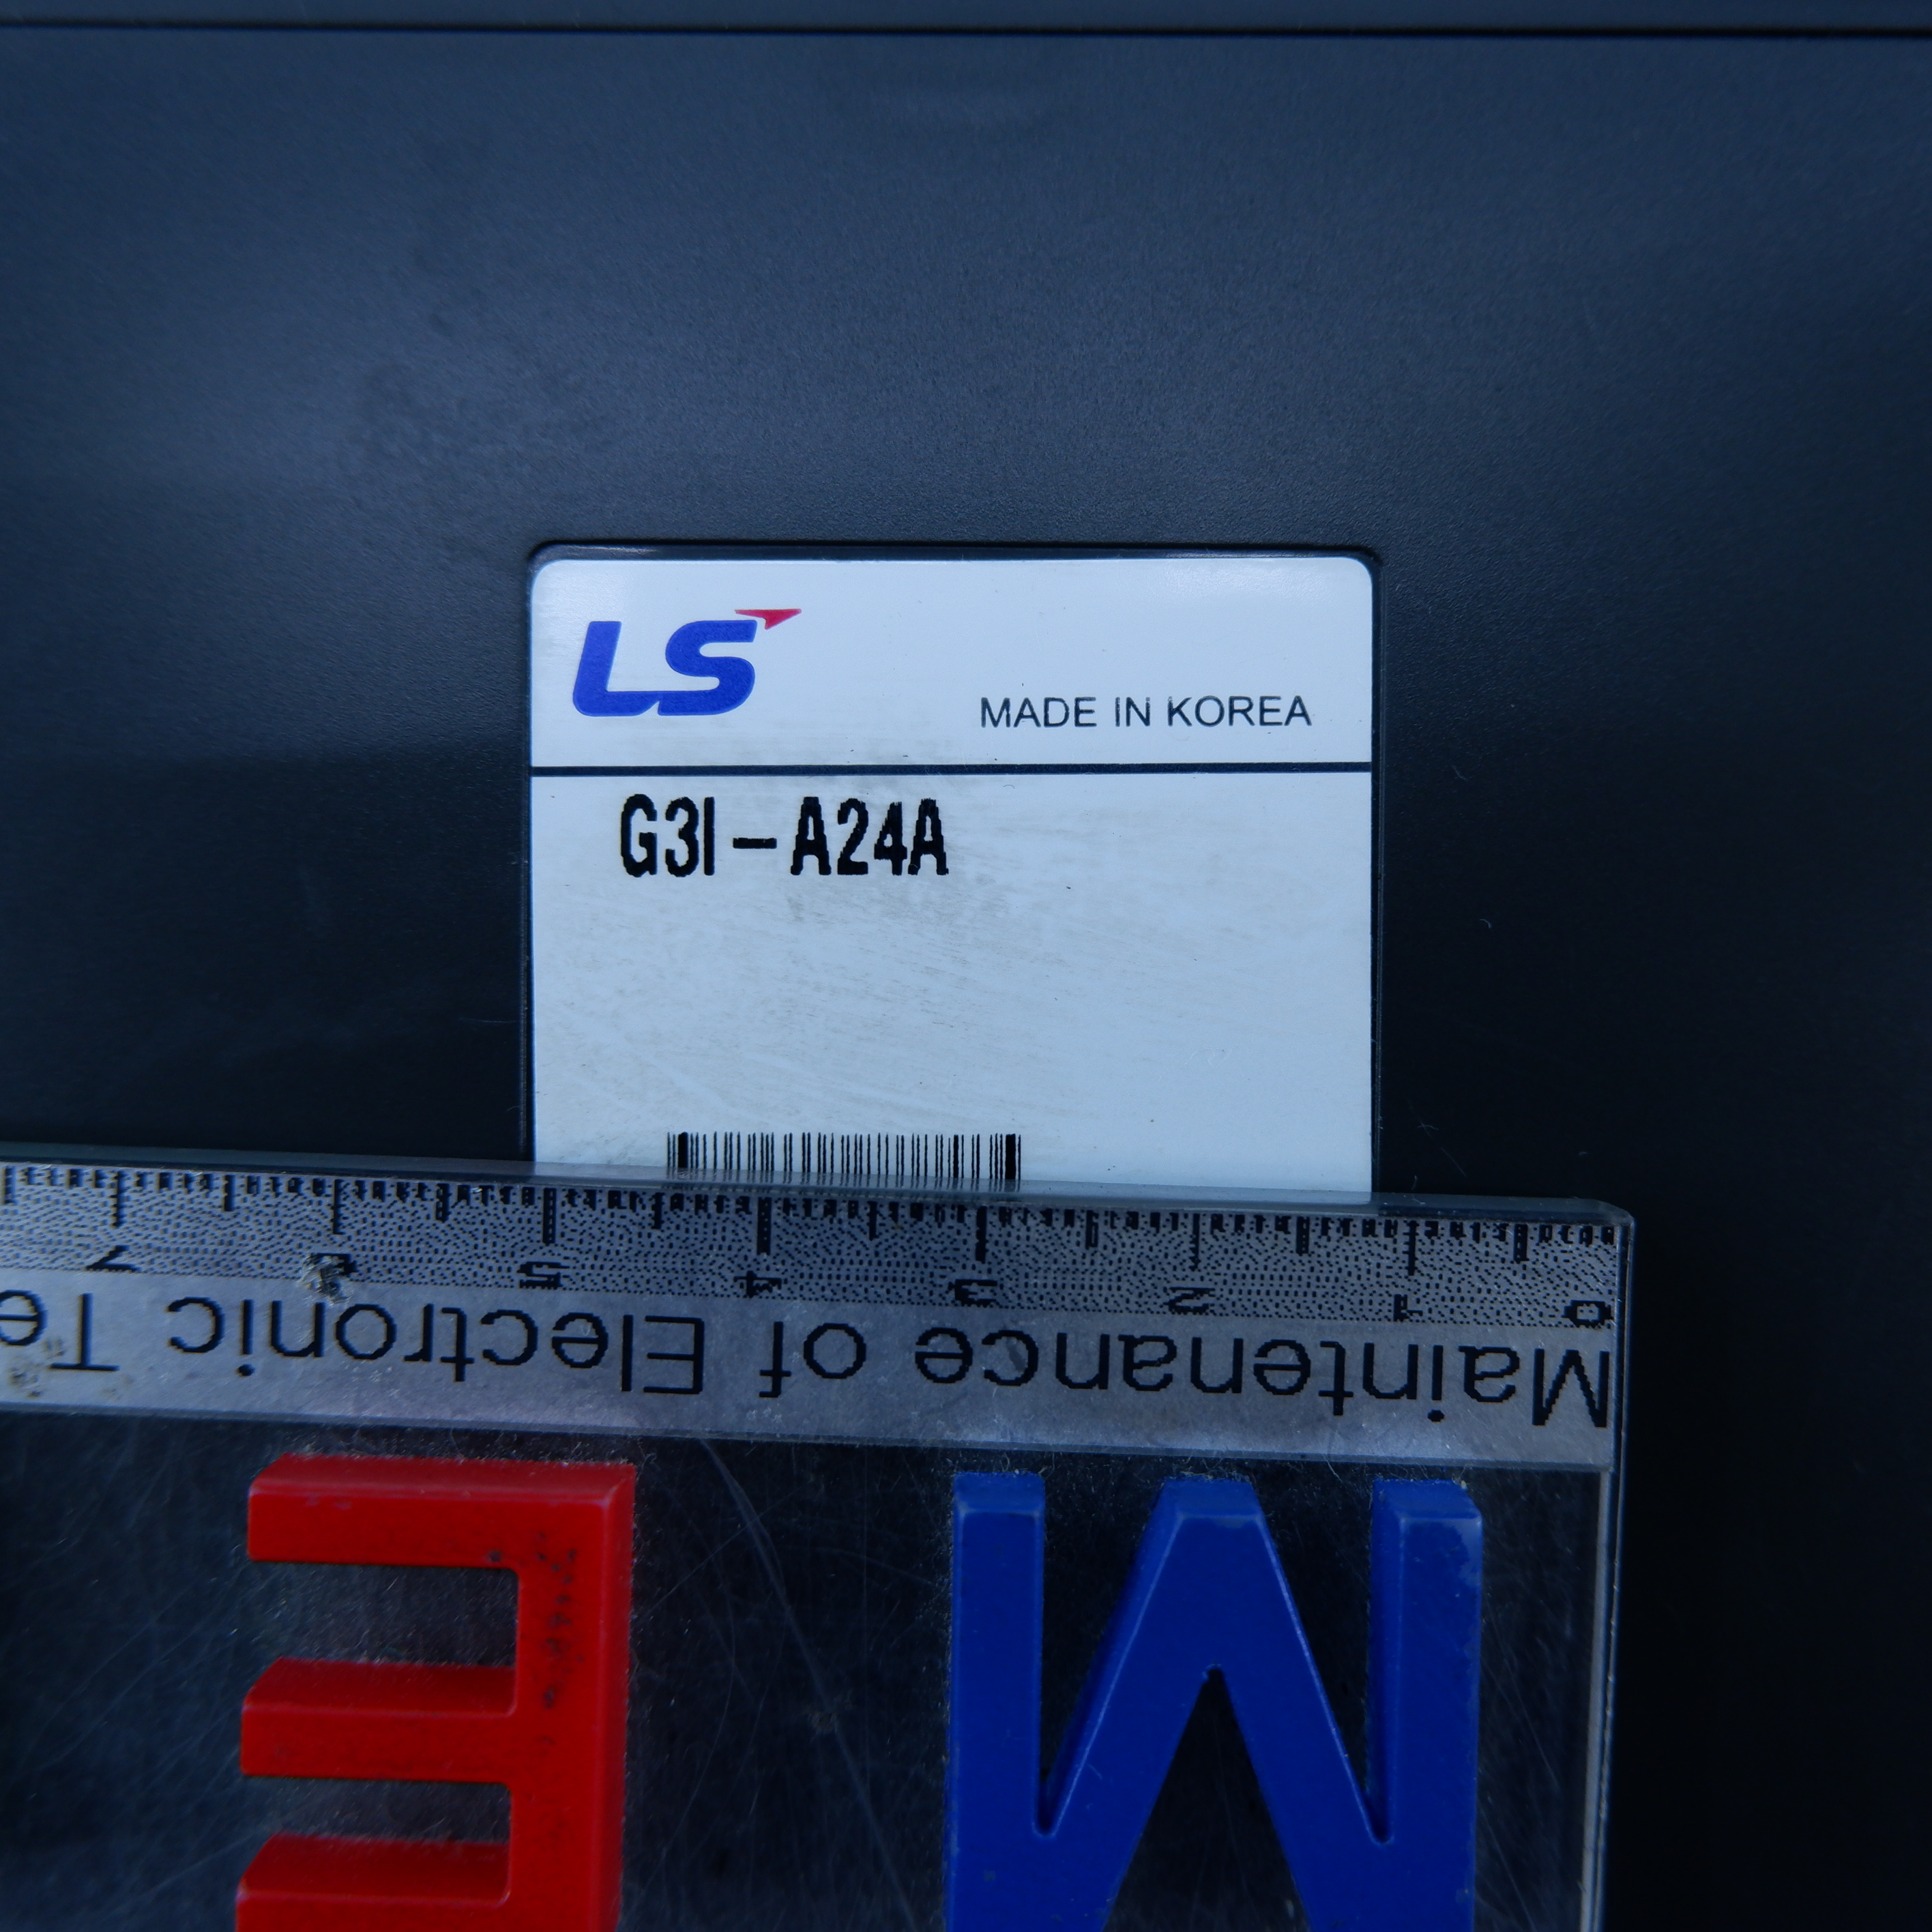 LS
MADE IN KOREA
G3I-A24A
0 1 2 3 4 5 6 7
Maintenance of Electronic Te
M E